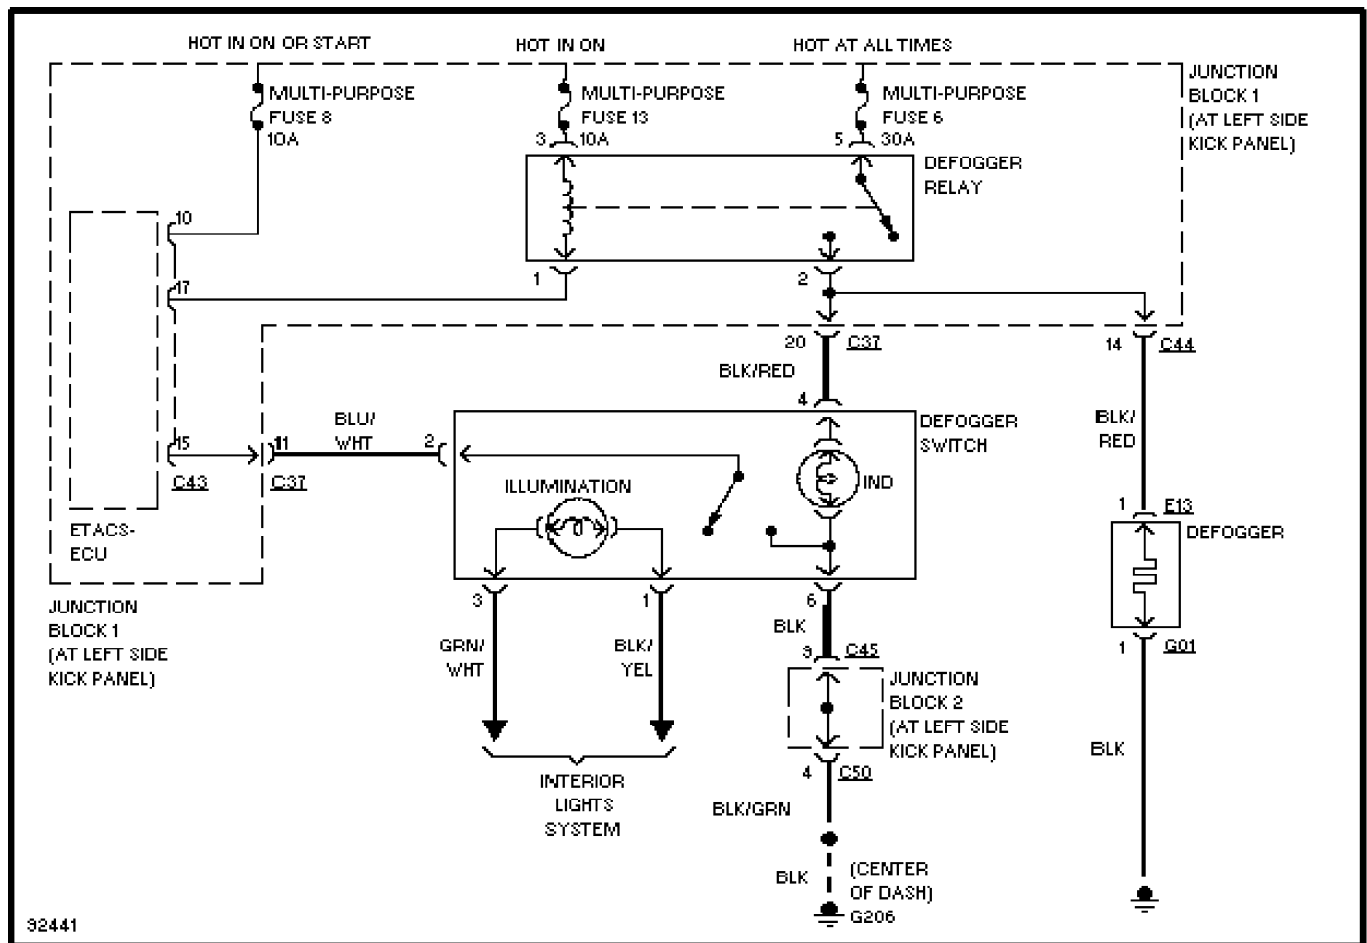 HOT IN ON OR START
HOT IN ON
HOT AT ALL TIMES
MULTI-PURPOSE
FUSE 8
10A
MULTI-PURPOSE
FUSE 13
10A
MULTI-PURPOSE
FUSE 6
30A
JUNCTION
BLOCK 1
(AT LEFT SIDE
KICK PANEL)
3
5
DEFOGGER
RELAY
10
17
1
2
15
C43
11
C37
BLU/
WHT
2
20
C37
BLK/RED
4
14
C44
BLK/
RED
ETACS-
ECU
JUNCTION
BLOCK 1
(AT LEFT SIDE
KICK PANEL)
DEFOGGER
SWITCH
ILLUMINATION
IND
1
E13
DEFOGGER
1
G01
3
1
6
GRN/
WHT
BLK/
YEL
BLK
9
C45
JUNCTION
BLOCK 2
(AT LEFT SIDE
KICK PANEL)
4
C50
INTERIOR
LIGHTS
SYSTEM
BLK/GRN
BLK
BLK
(CENTER
OF DASH)
G206
92441